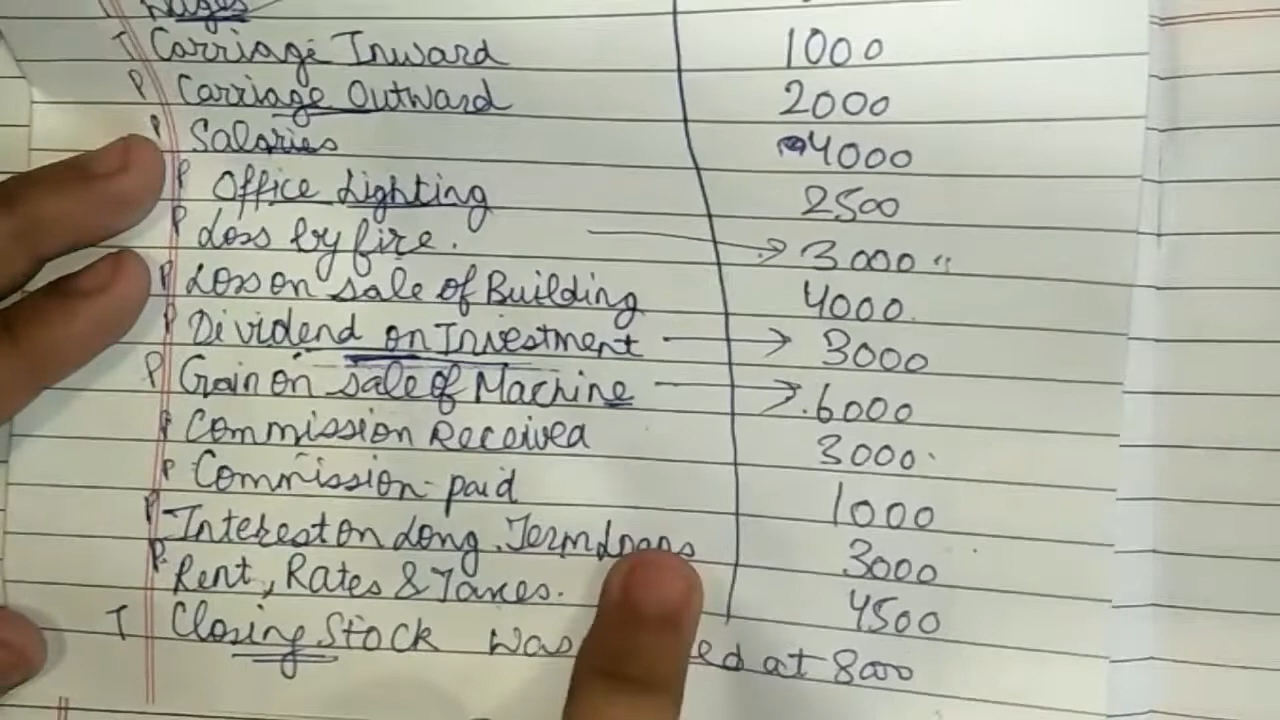 Wages
T Carriage Inward 1000
P Carriage Outward 2000
P Salaries 4000
P Office Lighting 2500
P Loss by fire. → 3000 "
P Loss on sale of Building 4000
P Dividend on Investment → 3000
P Gain on sale of Machine → 6000
P Commission Received 3000
P Commission paid 1000
P Interest on Long Term Loans 3000
P Rent, Rates & Taxes. 4500
T Closing Stock was ed at 8000